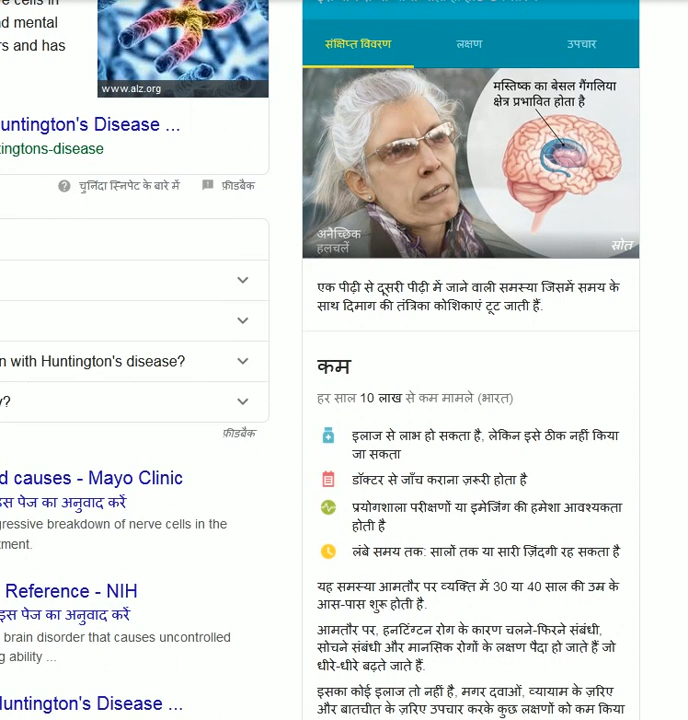 e cells in
d mental
rs and has
www.alz.org
untington's Disease ...
tingtons-disease
चुनिंदा स्निपेट के बारे में
फ़ीडबैक
n with Huntington's disease?
y?
फ़ीडबैक
d causes - Mayo Clinic
इस पेज का अनुवाद करें
gressive breakdown of nerve cells in the
tment.
Reference - NIH
इस पेज का अनुवाद करें
brain disorder that causes uncontrolled
g ability ...
Huntington's Disease ...
संक्षिप्त विवरण
लक्षण
उपचार
मस्तिष्क का बेसल गैंगलिया
क्षेत्र प्रभावित होता है
अनैच्छिक
हलचलें
स्रोत
एक पीढ़ी से दूसरी पीढ़ी में जाने वाली समस्या जिसमें समय के
साथ दिमाग की तंत्रिका कोशिकाएं टूट जाती हैं.
कम
हर साल 10 लाख से कम मामले (भारत)
इलाज से लाभ हो सकता है, लेकिन इसे ठीक नहीं किया
जा सकता
डॉक्टर से जाँच कराना ज़रूरी होता है
प्रयोगशाला परीक्षणों या इमेजिंग की हमेशा आवश्यकता
होती है
लंबे समय तक: सालों तक या सारी ज़िंदगी रह सकता है
यह समस्या आमतौर पर व्यक्ति में 30 या 40 साल की उम्र के
आस-पास शुरू होती है.
आमतौर पर, हनटिंग्टन रोग के कारण चलने-फिरने संबंधी,
सोचने संबंधी और मानसिक रोगों के लक्षण पैदा हो जाते हैं जो
धीरे-धीरे बढ़ते जाते हैं.
इसका कोई इलाज तो नहीं है, मगर दवाओं, व्यायाम के ज़रिए
और बातचीत के ज़रिए उपचार करके कुछ लक्षणों को कम किया